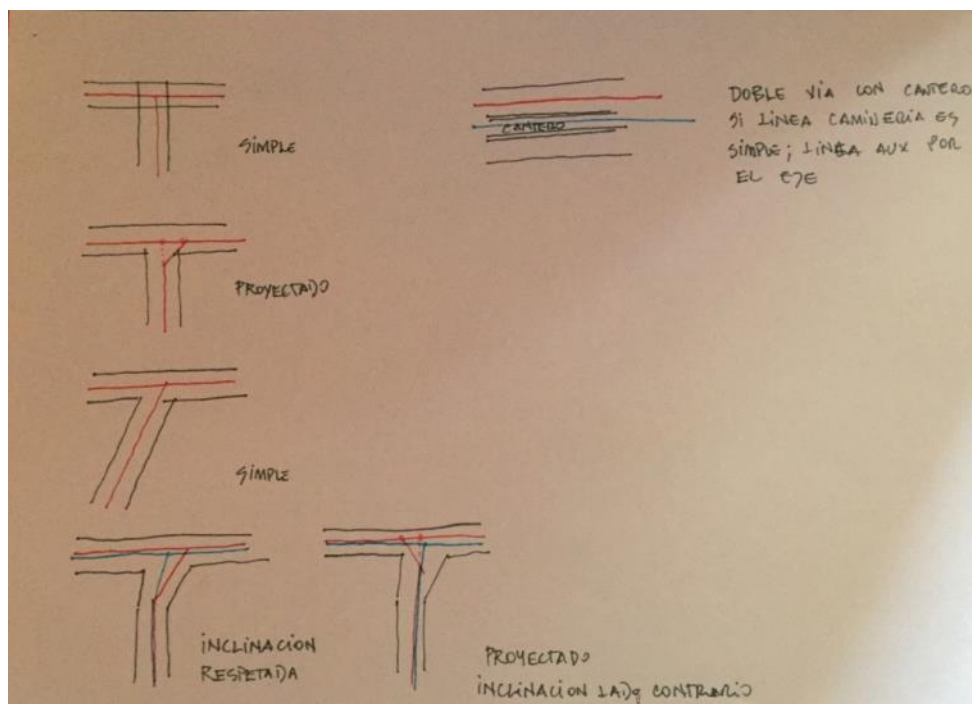 SIMPLE
CANTERO
DOBLE VÍA CON CANTERO
SI LINEA CAMINERIA ES
SIMPLE; LINEA AUX POR
EL EJE
PROYECTADO
SIMPLE
INCLINACION
RESPETADA
PROYECTADO
INCLINACION LADO CONTRARIO